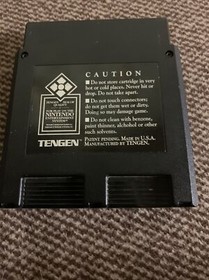 CAUTION
■ Do not store cartridge in very
hot or cold places. Never hit or
drop. Do not take apart.
■ Do not touch connectors;
do not get them wet or dirty.
Doing so may damage game.
■ Do not clean with benzene,
paint thinner, alcohol or other
such solvents.
NINTENDO
ENTERTAINMENT
TENGEN
PATENT PENDING. MADE IN U.S.A.
MANUFACTURED BY TENGEN.